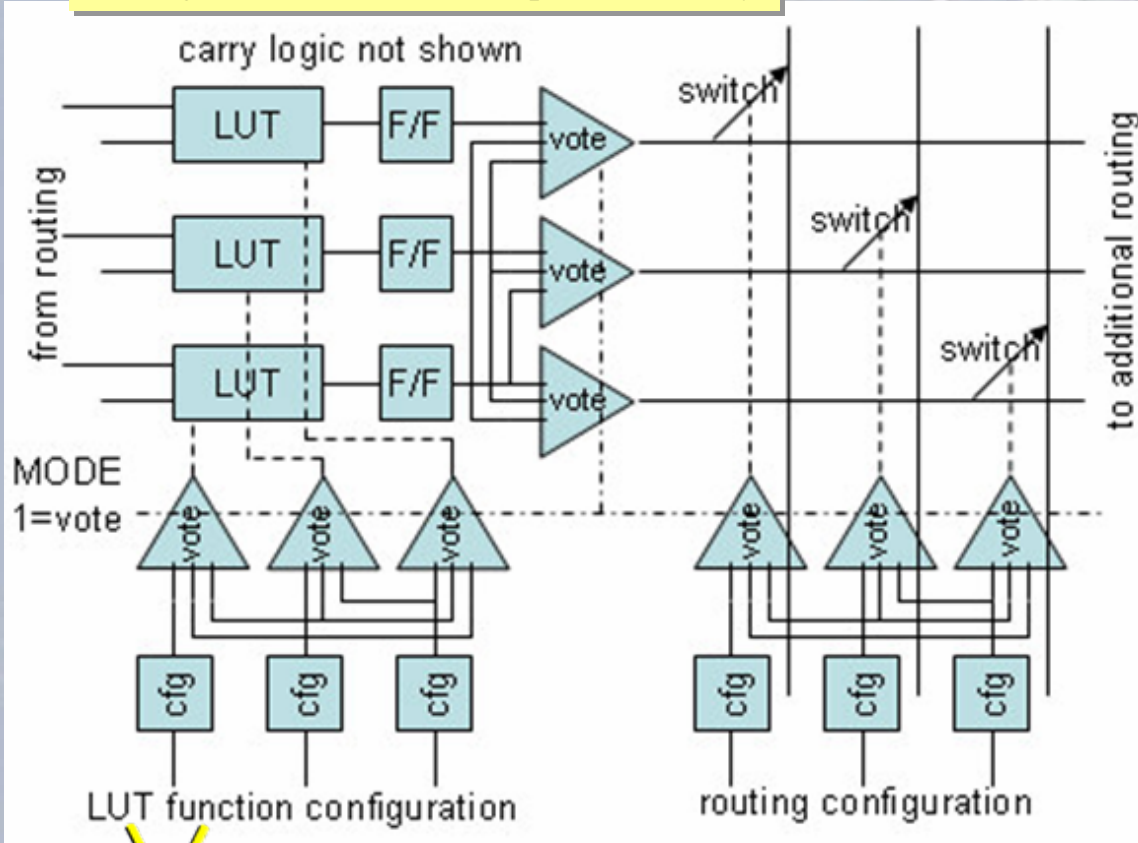 carry logic not shown
LUT
F/F
vote
switch
LUT
F/F
vote
switch
LUT
F/F
vote
switch
from routing
to additional routing
MODE
1=vote
vote
vote
vote
vote
vote
vote
cfg
cfg
cfg
cfg
cfg
cfg
LUT function configuration
routing configuration